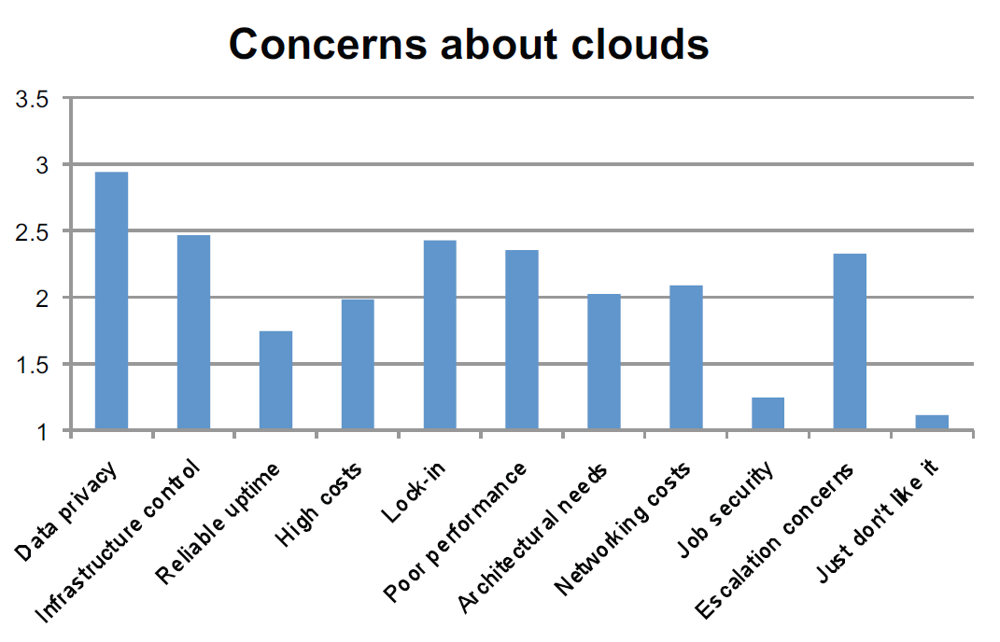 Concerns about clouds
3.5
3
2.5
2
1.5
1
Data privacy
Infrastructure control
Reliable uptime
High costs
Lock-in
Poor performance
Architectural needs
Networking costs
Job security
Escalation concerns
Just don't like it